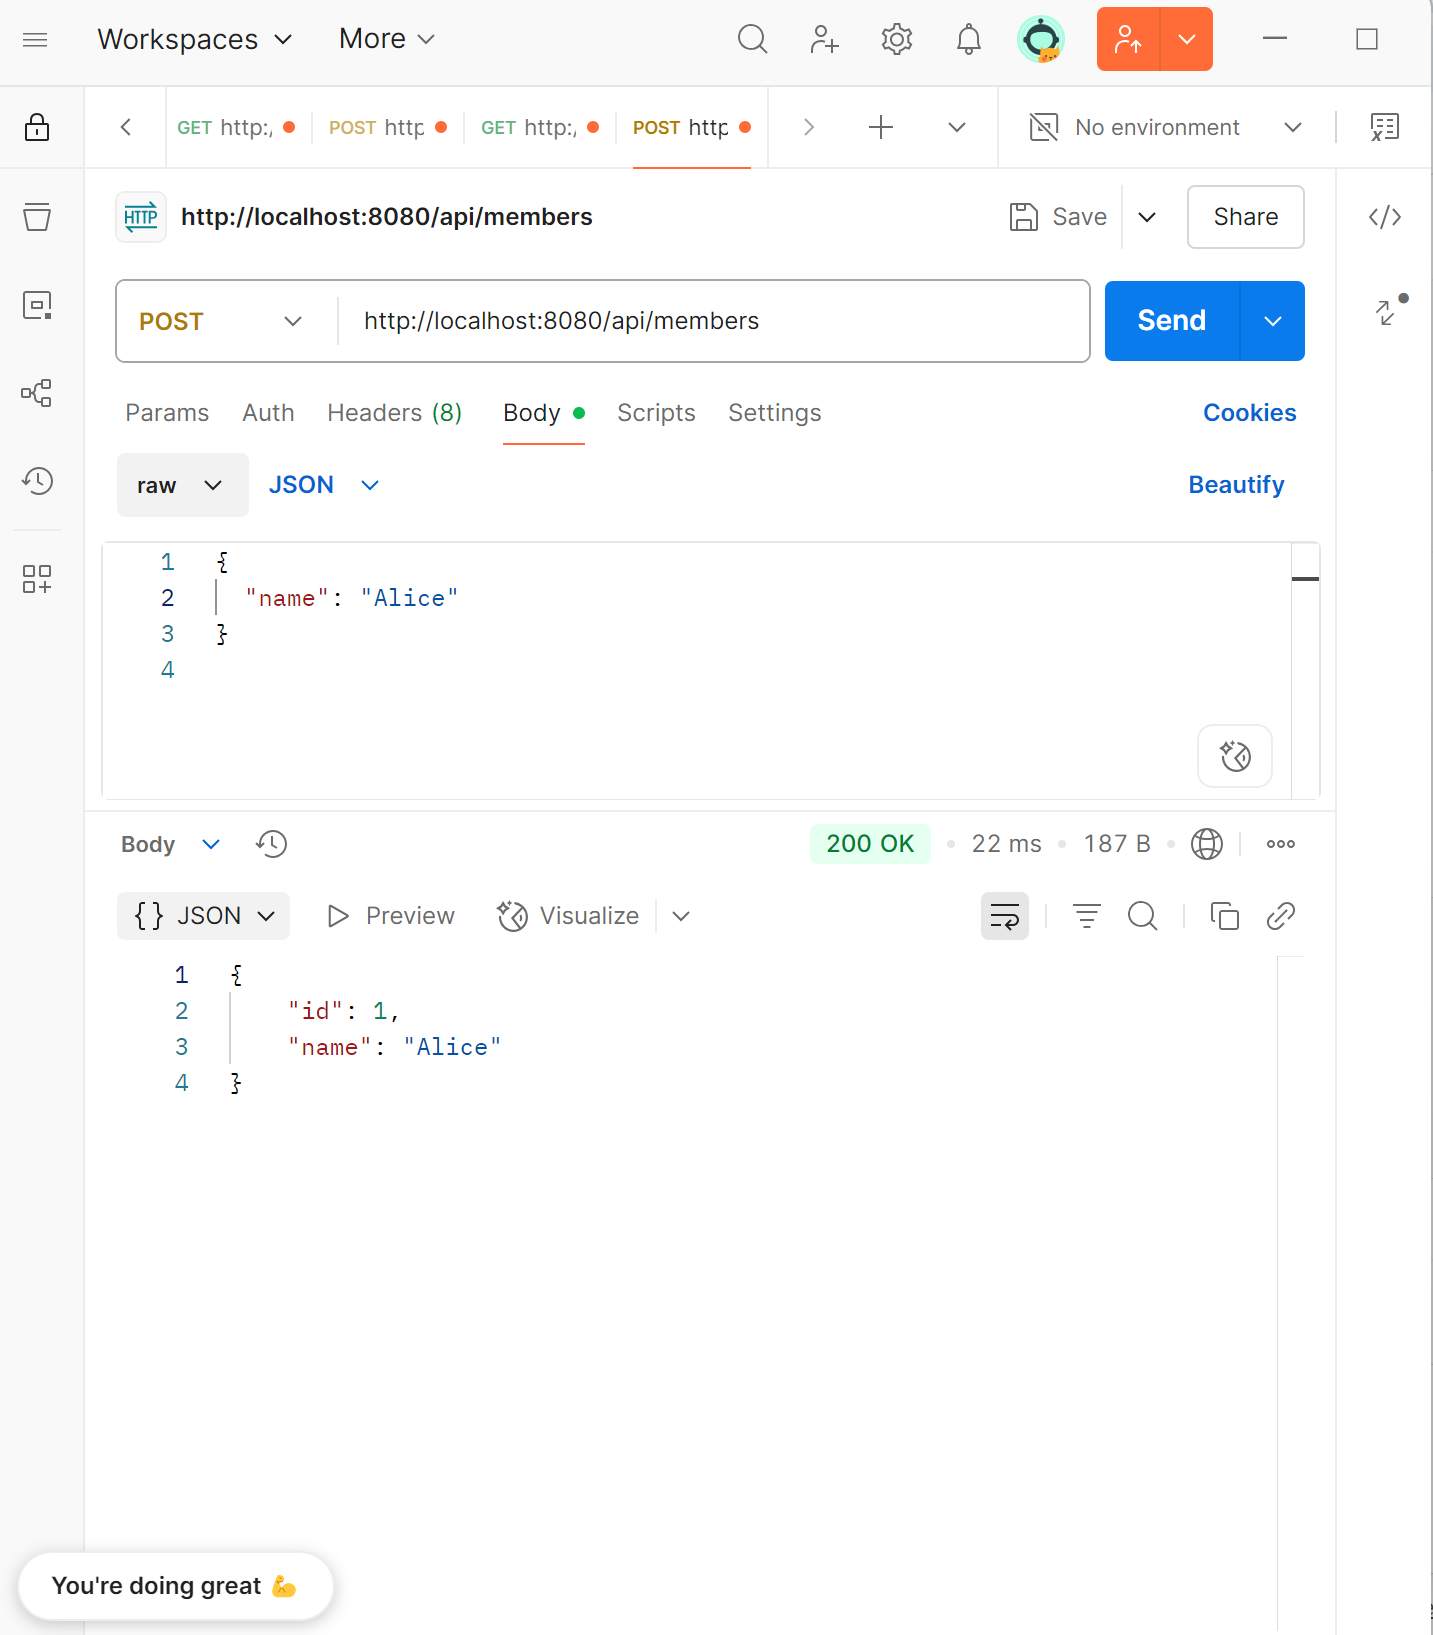 Workspaces More
GET http:/ POST http GET http:/ POST http No environment
HTTP http://localhost:8080/api/members Save Share
POST http://localhost:8080/api/members Send
Params Auth Headers (8) Body Scripts Settings Cookies
raw JSON Beautify
1 {
2 "name": "Alice"
3 }
4
Body 200 OK 22 ms 187 B
{} JSON Preview Visualize
1 {
2 "id": 1,
3 "name": "Alice"
4 }
You're doing great 💪